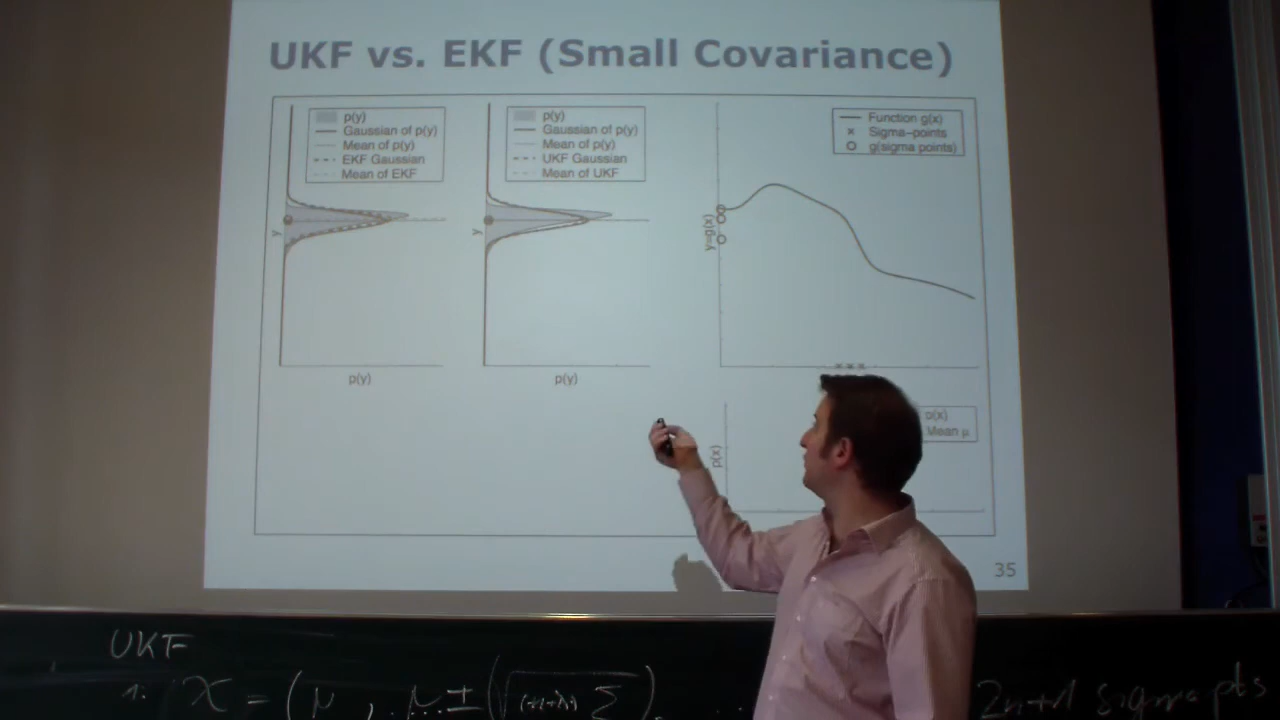 UKF vs. EKF (Small Covariance)
p(y)
Gaussian of p(y)
Mean of p(y)
EKF Gaussian
Mean of EKF
y
p(y)
p(y)
Gaussian of p(y)
Mean of p(y)
UKF Gaussian
Mean of UKF
y
p(y)
Function g(x)
Sigma-points
g(sigma points)
y=g(x)
p(x)
Mean μ
p(x)
35
UKF
1. X = (μ, μ ± (√(n+λ) Σ) ...
2n+1 sigma pts.